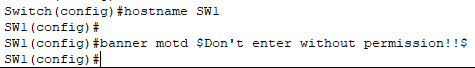 Switch(config)#hostname SW1
SW1(config)#
SW1(config)#banner motd $Don't enter without permission!!$
SW1(config)#